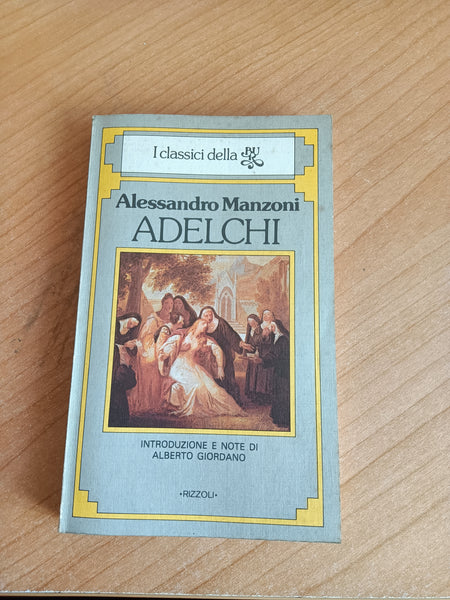 I classici della BUR
Alessandro Manzoni
ADELCHI
INTRODUZIONE E NOTE DI
ALBERTO GIORDANO
•RIZZOLI•